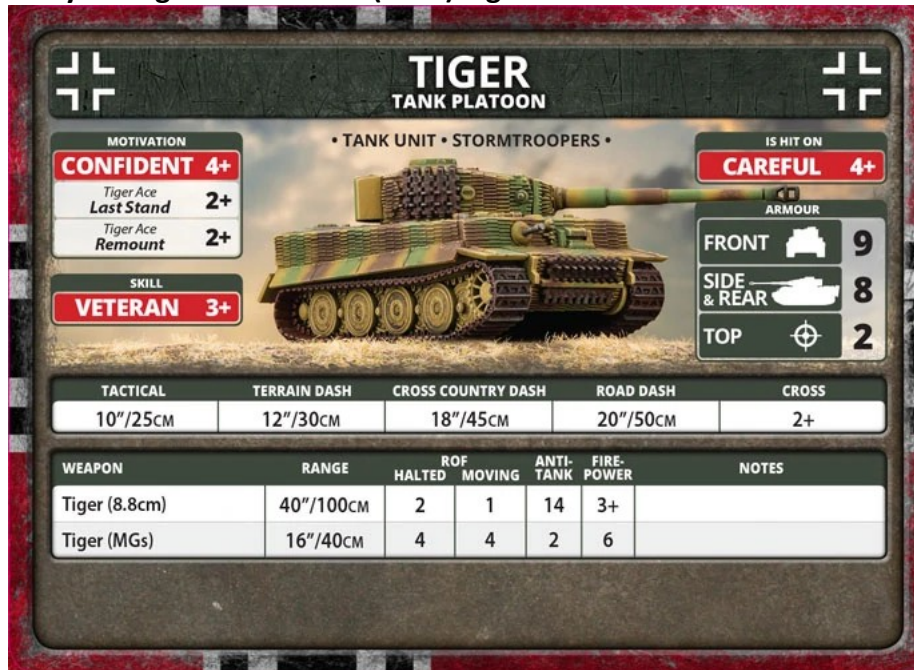 TIGER
TANK PLATOON
• TANK UNIT • STORMTROOPERS •
MOTIVATION
CONFIDENT 4+
Tiger Ace
Last Stand 2+
Tiger Ace
Remount 2+
SKILL
VETERAN 3+
IS HIT ON
CAREFUL 4+
ARMOUR
FRONT 9
SIDE
& REAR 8
TOP 2
TACTICAL TERRAIN DASH CROSS COUNTRY DASH ROAD DASH CROSS
10"/25CM 12"/30CM 18"/45CM 20"/50CM 2+
WEAPON RANGE ROF HALTED MOVING ANTI-TANK FIRE-POWER NOTES
Tiger (8.8cm) 40"/100CM 2 1 14 3+
Tiger (MGs) 16"/40CM 4 4 2 6